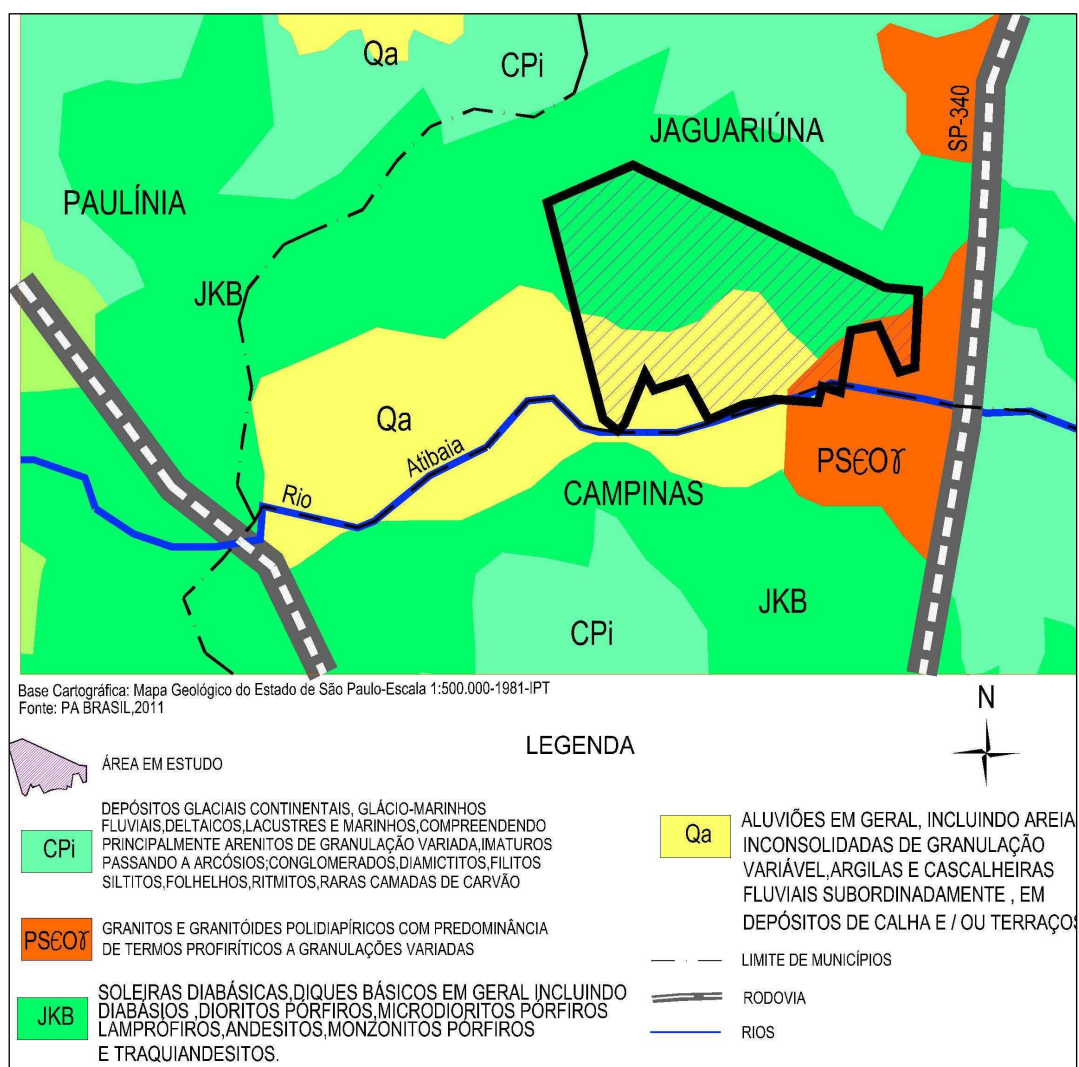 Qa
CPi
JAGUARIÚNA
SP-340
PAULÍNIA
JKB
Qa
Atibaia
Rio
CAMPINAS
PSЄOɣ
JKB
CPi
Base Cartográfica: Mapa Geológico do Estado de São Paulo-Escala 1:500.000-1981-IPT
Fonte: PA BRASIL,2011
N
LEGENDA
ÁREA EM ESTUDO
CPi
DEPÓSITOS GLACIAIS CONTINENTAIS, GLÁCIO-MARINHOS
FLUVIAIS,DELTAICOS,LACUSTRES E MARINHOS,COMPREENDENDO
PRINCIPALMENTE ARENITOS DE GRANULAÇÃO VARIADA,IMATUROS
PASSANDO A ARCÓSIOS;CONGLOMERADOS,DIAMICTITOS,FILITOS
SILTITOS,FOLHELHOS,RITMITOS,RARAS CAMADAS DE CARVÃO
PSЄOɣ
GRANITOS E GRANITÓIDES POLIDIAPÍRICOS COM PREDOMINÂNCIA
DE TERMOS PROFIRÍTICOS A GRANULAÇÕES VARIADAS
JKB
SOLEIRAS DIABÁSICAS,DIQUES BÁSICOS EM GERAL INCLUINDO
DIABÁSIOS ,DIORITOS PÓRFIROS,MICRODIORITOS PÓRFIROS
LAMPRÓFIROS,ANDESITOS,MONZONITOS PÓRFIROS
E TRAQUIANDESITOS.
Qa
ALUVIÕES EM GERAL, INCLUINDO AREIA
INCONSOLIDADAS DE GRANULAÇÃO
VARIÁVEL,ARGILAS E CASCALHEIRAS
FLUVIAIS SUBORDINADAMENTE , EM
DEPÓSITOS DE CALHA E / OU TERRAÇOS
LIMITE DE MUNICÍPIOS
RODOVIA
RIOS